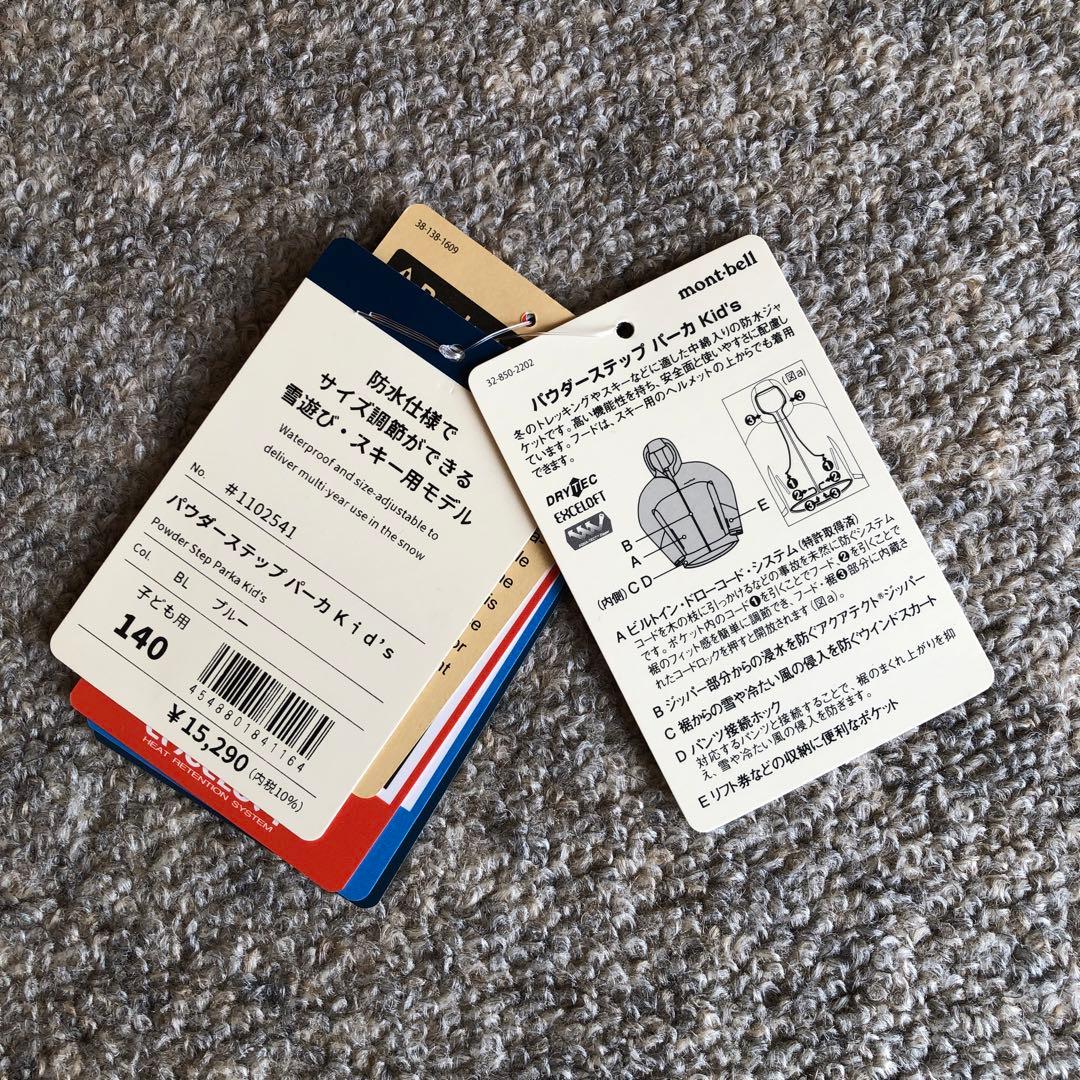 38-138-1609
防水仕様で
サイズ調節ができる
雪遊び・スキー用モデル
Waterproof and size-adjustable to
deliver multi-year use in the snow
No. #1102541
パウダーステップ パーカ Kid's
Powder Step Parka Kid's
Col. BL ブルー
子ども用
140
4548801841164
¥15,290 (内税10%)
HEAT RETENTION SYSTEM
mont·bell
32-850-2202
パウダーステップ パーカ Kid's
冬のトレッキングやスキーなどに適した中綿入りの防水ジャ
ケットです。高い機能性を持ち、安全面と使いやすさに配慮し
ています。フードは、スキー用のヘルメットの上からでも着用
できます。
DRYTEC
EXCELOFT
(図a)
③ ③
① ① ② ② ③
B
A
(内側) C D
E
A ビルトイン・ドローコード・システム(特許取得済)
コードを木の枝に引っかけるなどの事故を未然に防ぐシステム
です。ポケット内のコード❶を引くことでフード、❷を引くことで
裾のフィット感を簡単に調節でき、フード・裾❸部分に内蔵さ
れたコードロックを押すと開放されます(図a)。
B ジッパー部分からの浸水を防ぐアクアテクト®ジッパー
C 裾からの雪や冷たい風の侵入を防ぐウインドスカート
D パンツ接続ホック
対応するパンツと接続することで、裾のまくれ上がりを抑
え、雪や冷たい風の侵入を防ぎます。
E リフト券などの収納に便利なポケット